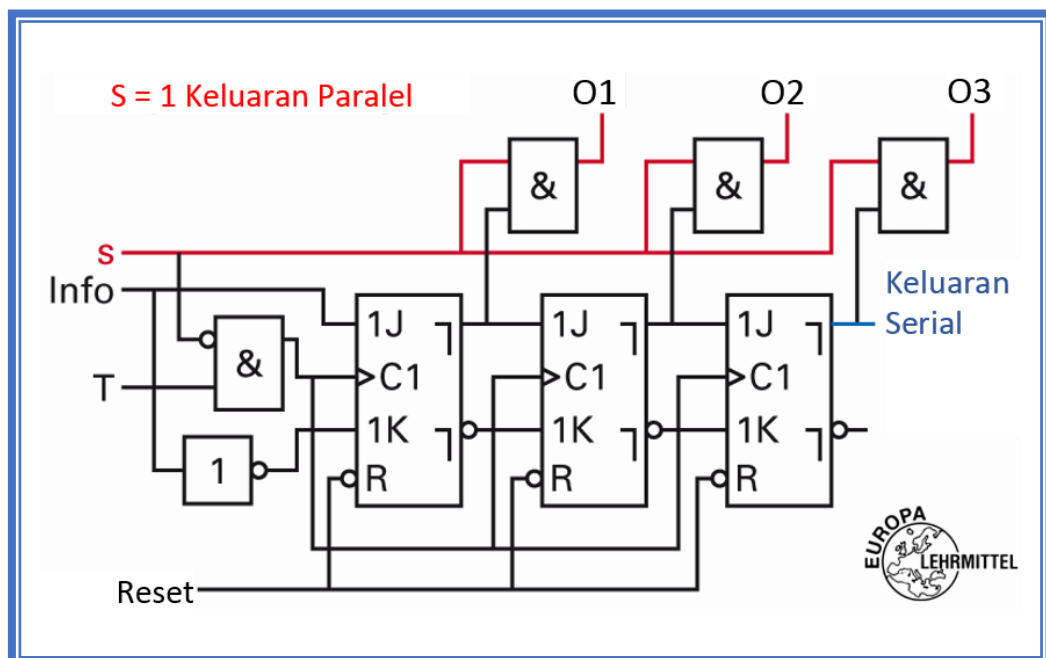 S = 1 Keluaran Paralel
O1 O2 O3
& & &
s
Info
Keluaran
Serial
1J 1J 1J
&
T
C1 C1 C1
1K 1K 1K
1
R R R
EUROPA
LEHRMITTEL
Reset